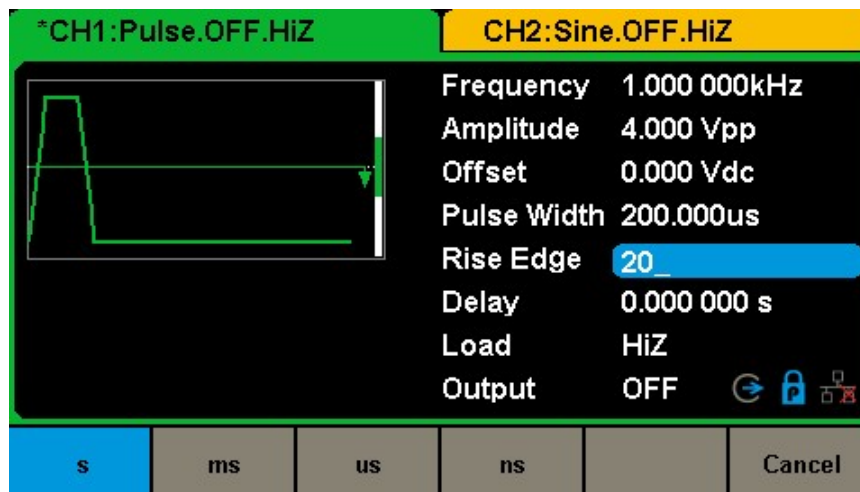 *CH1:Pulse.OFF.HiZ
CH2:Sine.OFF.HiZ
Frequency 1.000 000kHz
Amplitude 4.000 Vpp
Offset 0.000 Vdc
Pulse Width 200.000us
Rise Edge 20_
Delay 0.000 000 s
Load HiZ
Output OFF P
s ms us ns Cancel